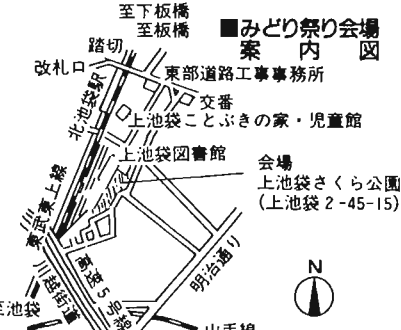 至下板橋
至板橋
■みどり祭り会場
案内図
踏切
改札口
東部道路工事事務所
北池袋駅
交番
上池袋ことぶきの家・児童館
上池袋図書館
会場
上池袋さくら公園
(上池袋2-45-15)
東武東上線
川越街道
高速5号線
明治通り
N
至池袋
山手線